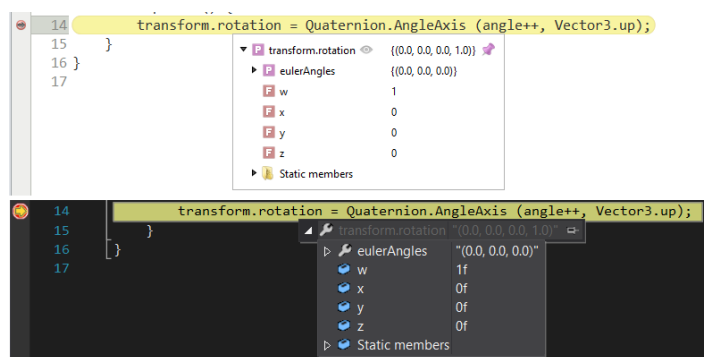 14 transform.rotation = Quaternion.AngleAxis (angle++, Vector3.up);
15 }
16 }
17
transform.rotation {(0.0, 0.0, 0.0, 1.0)}
eulerAngles {(0.0, 0.0, 0.0)}
w 1
x 0
y 0
z 0
Static members
14 transform.rotation = Quaternion.AngleAxis (angle++, Vector3.up);
15 }
16 }
17
transform.rotation "(0.0, 0.0, 0.0, 1.0)"
eulerAngles "(0.0, 0.0, 0.0)"
w 1f
x 0f
y 0f
z 0f
Static members